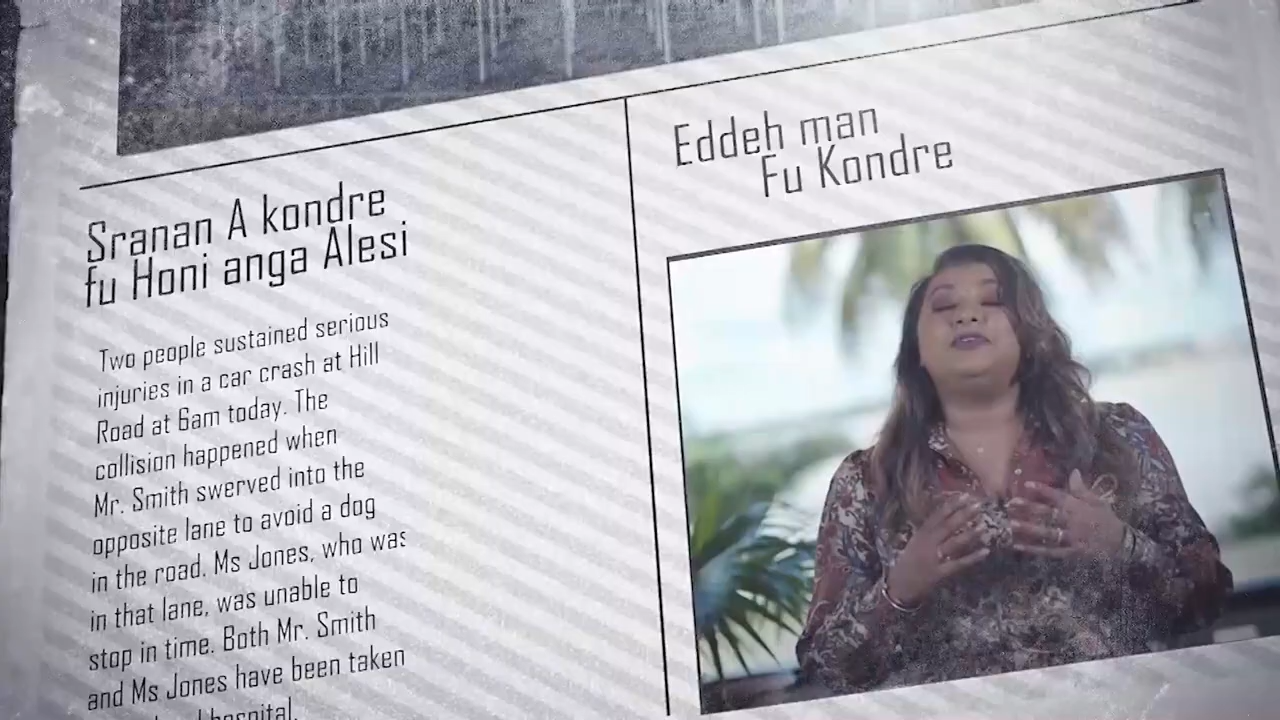 Sranan A kondre
fu Honi anga Alesi
Two people sustained serious
injuries in a car crash at Hill
Road at 6am today. The
collision happened when
Mr. Smith swerved into the
opposite lane to avoid a dog
in the road. Ms Jones, who was
in that lane, was unable to
stop in time. Both Mr. Smith
and Ms Jones have been taken
hospital.
Eddeh man
Fu Kondre